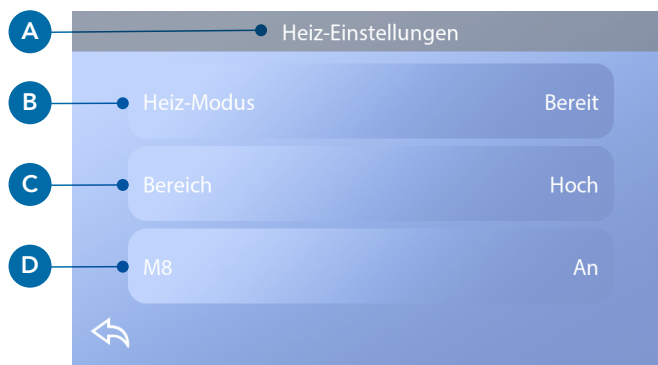 A Heiz-Einstellungen
B Heiz-Modus Bereit
C Bereich Hoch
D M8 An